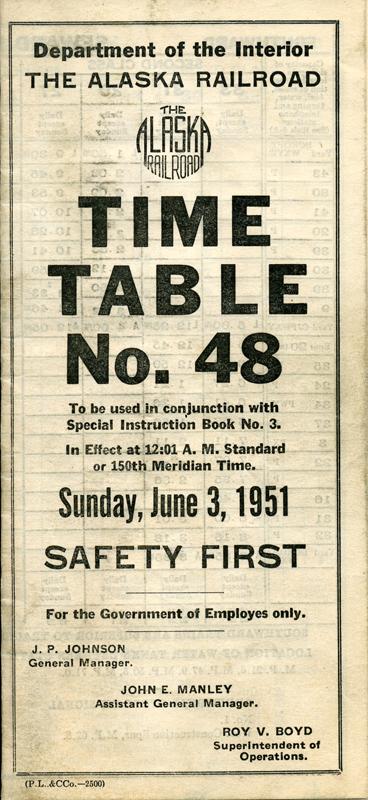 Department of the Interior
THE ALASKA RAILROAD
THE
ALASKA
RAILROAD
TIME
TABLE
No. 48
To be used in conjunction with
Special Instruction Book No. 3.
In Effect at 12:01 A. M. Standard
or 150th Meridian Time.
Sunday, June 3, 1951
SAFETY FIRST
For the Government of Employes only.
J. P. JOHNSON
General Manager.
JOHN E. MANLEY
Assistant General Manager.
ROY V. BOYD
Superintendent of
Operations.
(P.L..&CCo.—2500)